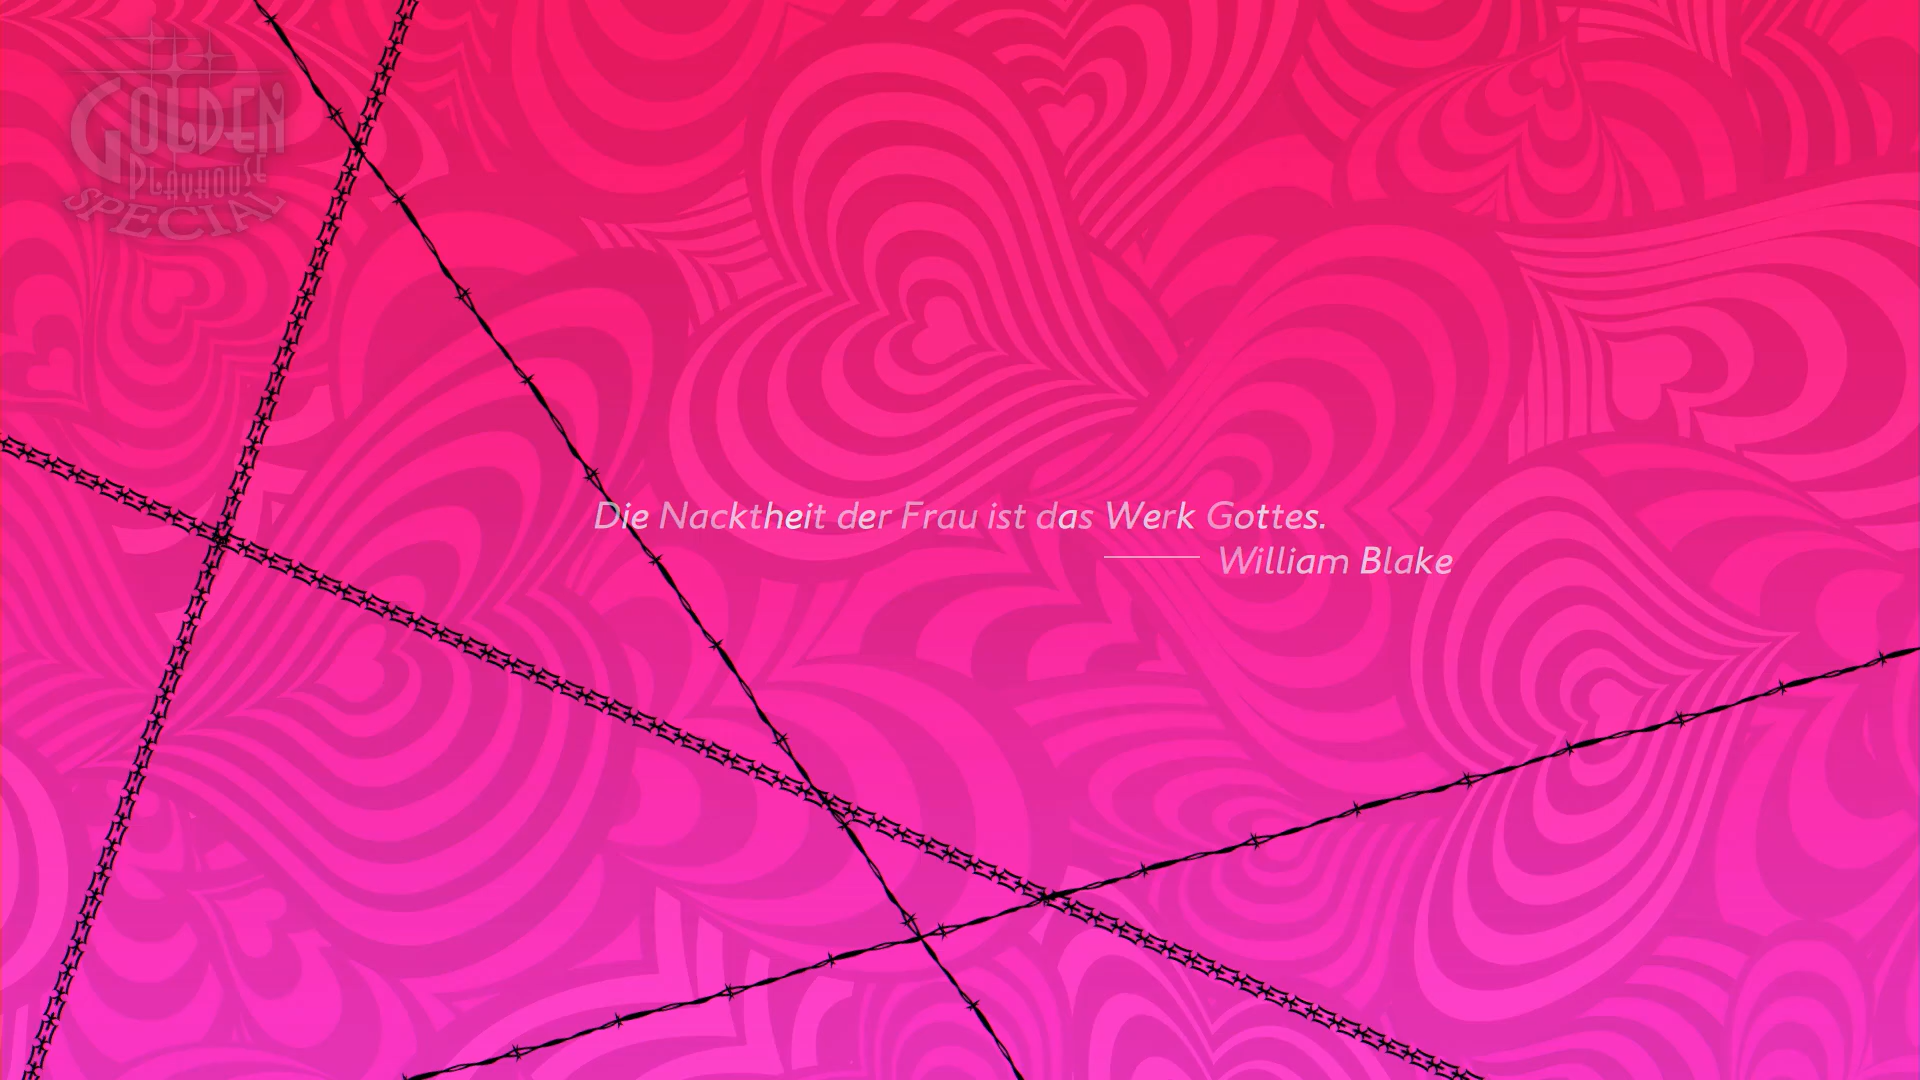 GOLDEN
PLAYHOUSE
SPECIAL
Die Nacktheit der Frau ist das Werk Gottes.
William Blake